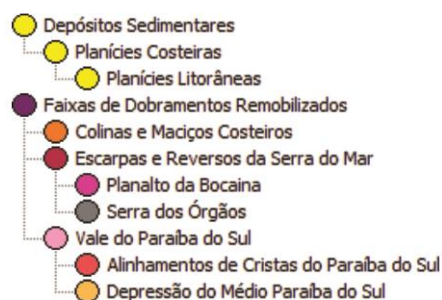 Depósitos Sedimentares
Planícies Costeiras
Planícies Litorâneas
Faixas de Dobramentos Remobilizados
Colinas e Maciços Costeiros
Escarpas e Reversos da Serra do Mar
Planalto da Bocaina
Serra dos Órgãos
Vale do Paraíba do Sul
Alinhamentos de Cristas do Paraíba do Sul
Depressão do Médio Paraíba do Sul